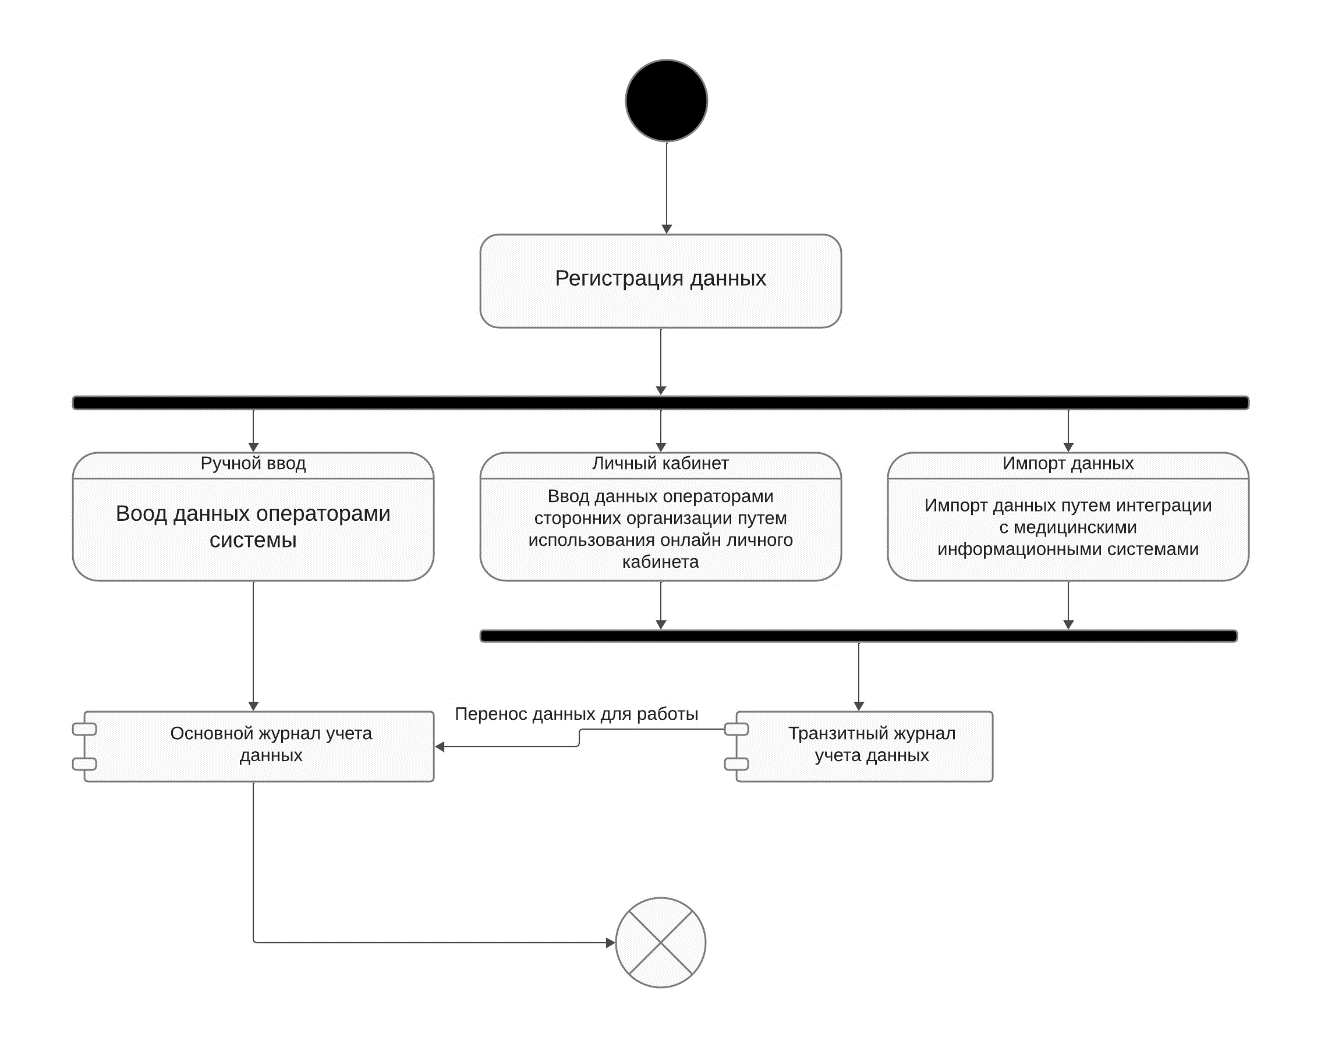 Регистрация данных
Ручной ввод
Воод данных операторами
системы
Личный кабинет
Ввод данных операторами
сторонних организации путем
использования онлайн личного
кабинета
Импорт данных
Импорт данных путем интеграции
с медицинскими
информационными системами
Основной журнал учета
данных
Перенос данных для работы
Транзитный журнал
учета данных